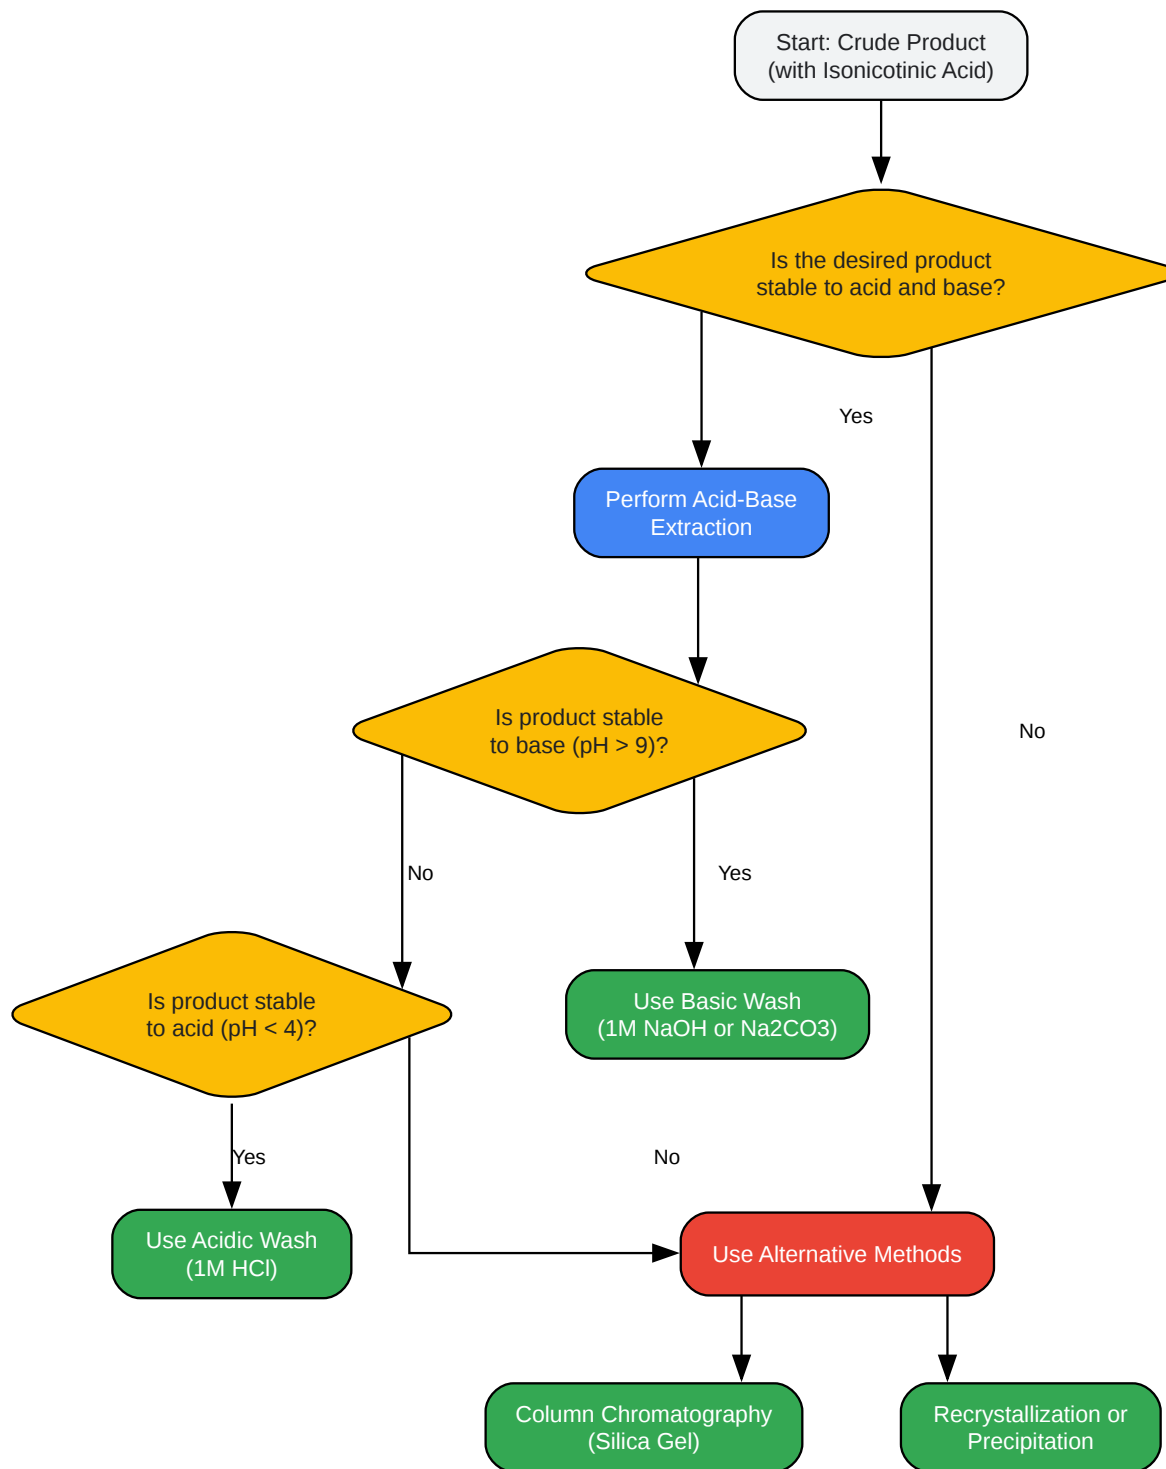 Start: Crude Product
(with Isonicotinic Acid)
Is the desired product
stable to acid and base?
Yes
Perform Acid-Base
Extraction
Is product stable
to base (pH > 9)?
No
No
Yes
Is product stable
to acid (pH < 4)?
Use Basic Wash
(1M NaOH or Na2CO3)
Yes
No
Use Acidic Wash
(1M HCl)
Use Alternative Methods
Column Chromatography
(Silica Gel)
Recrystallization or
Precipitation